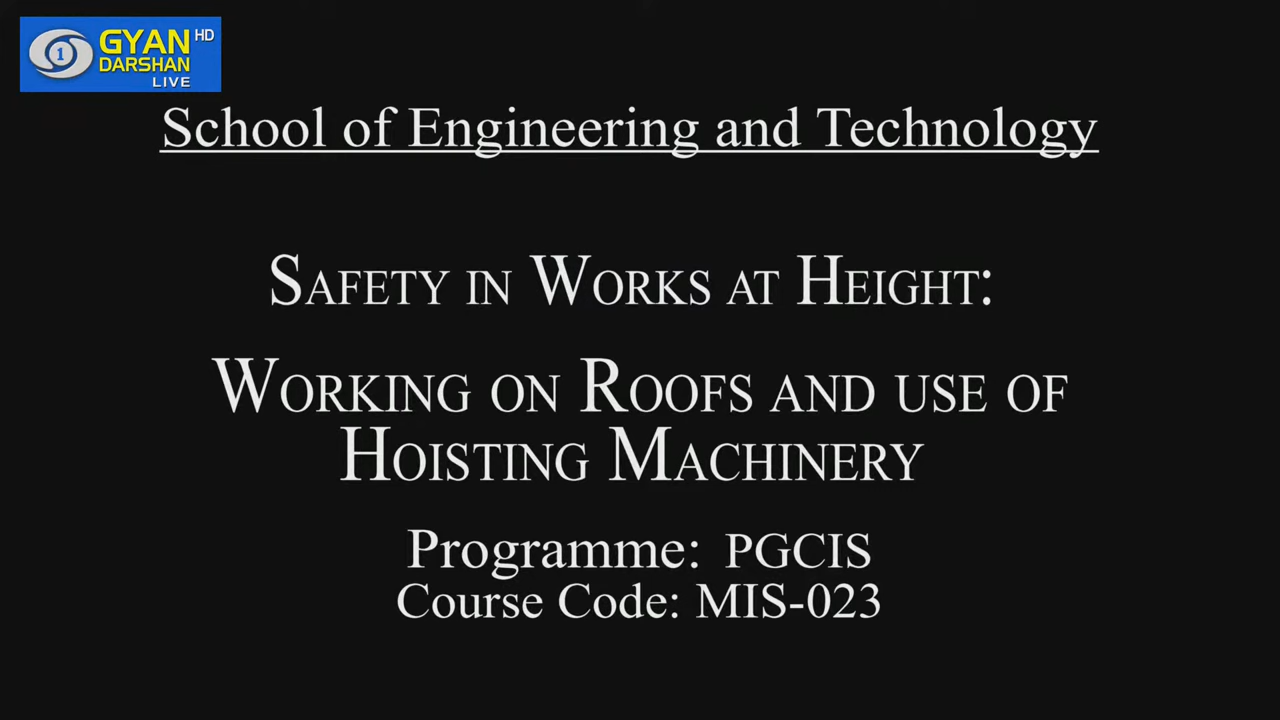 GYAN HD
1
DARSHAN
LIVE
School of Engineering and Technology
SAFETY IN WORKS AT HEIGHT:
WORKING ON ROOFS AND USE OF
HOISTING MACHINERY
Programme: PGCIS
Course Code: MIS-023